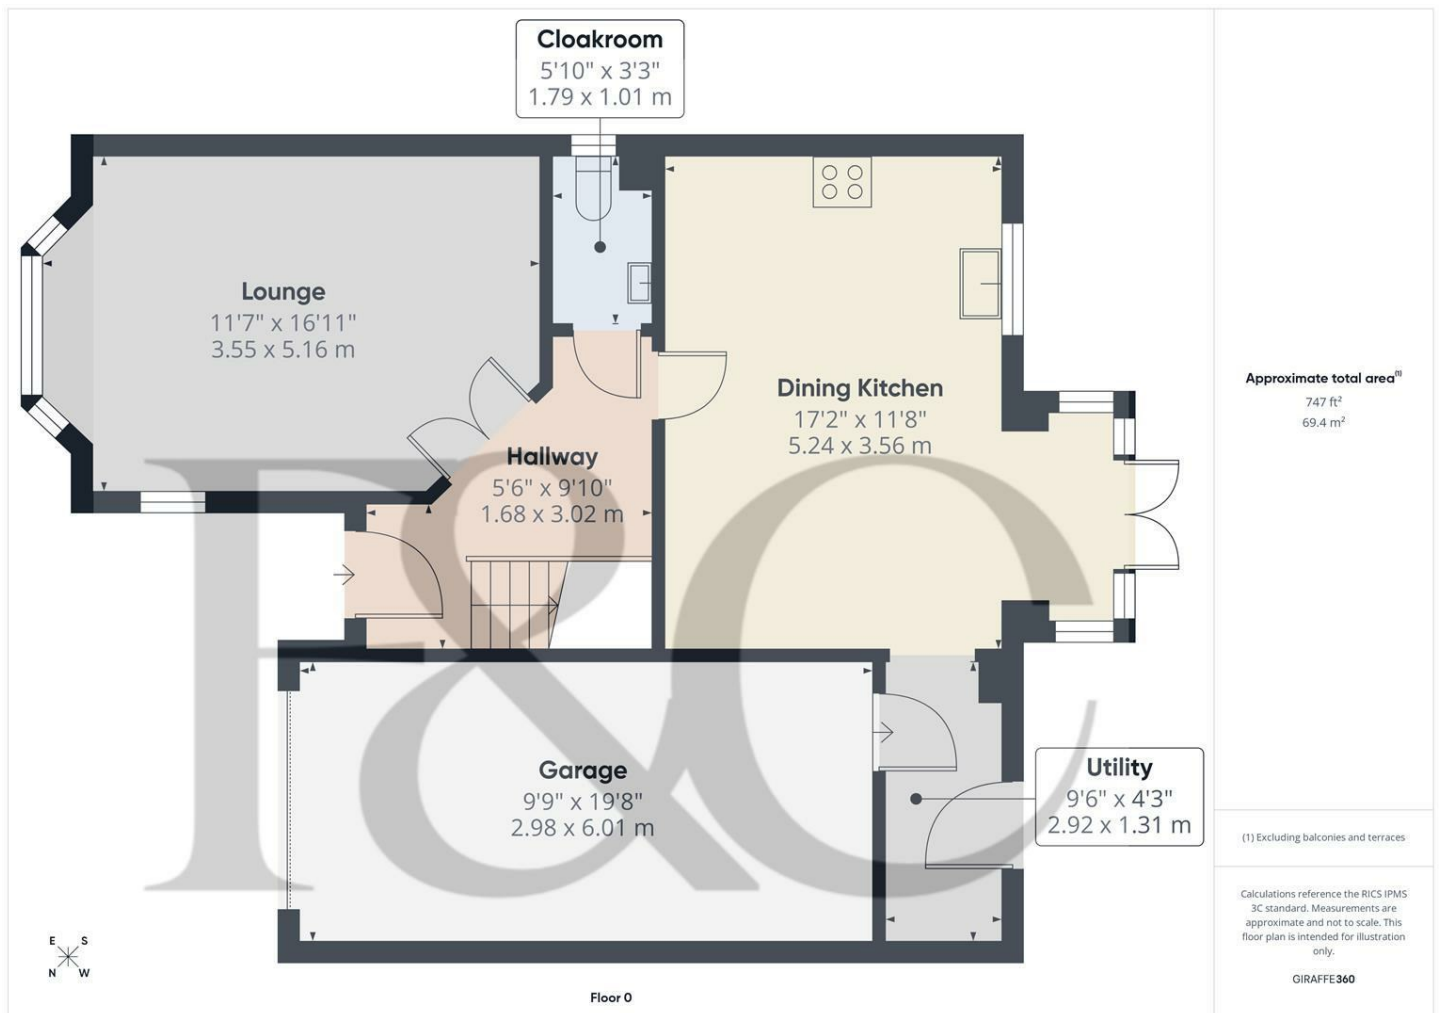 Cloakroom
5'10" x 3'3"
1.79 x 1.01 m
Lounge
11'7" x 16'11"
3.55 x 5.16 m
Dining Kitchen
17'2" x 11'8"
5.24 x 3.56 m
Hallway
5'6" x 9'10"
1.68 x 3.02 m
Garage
9'9" x 19'8"
2.98 x 6.01 m
Utility
9'6" x 4'3"
2.92 x 1.31 m
F&C
E S
N W
Floor 0
Approximate total area(1)
747 ft²
69.4 m²
(1) Excluding balconies and terraces
Calculations reference the RICS IPMS
3C standard. Measurements are
approximate and not to scale. This
floor plan is intended for illustration
only.
GIRAFFE360